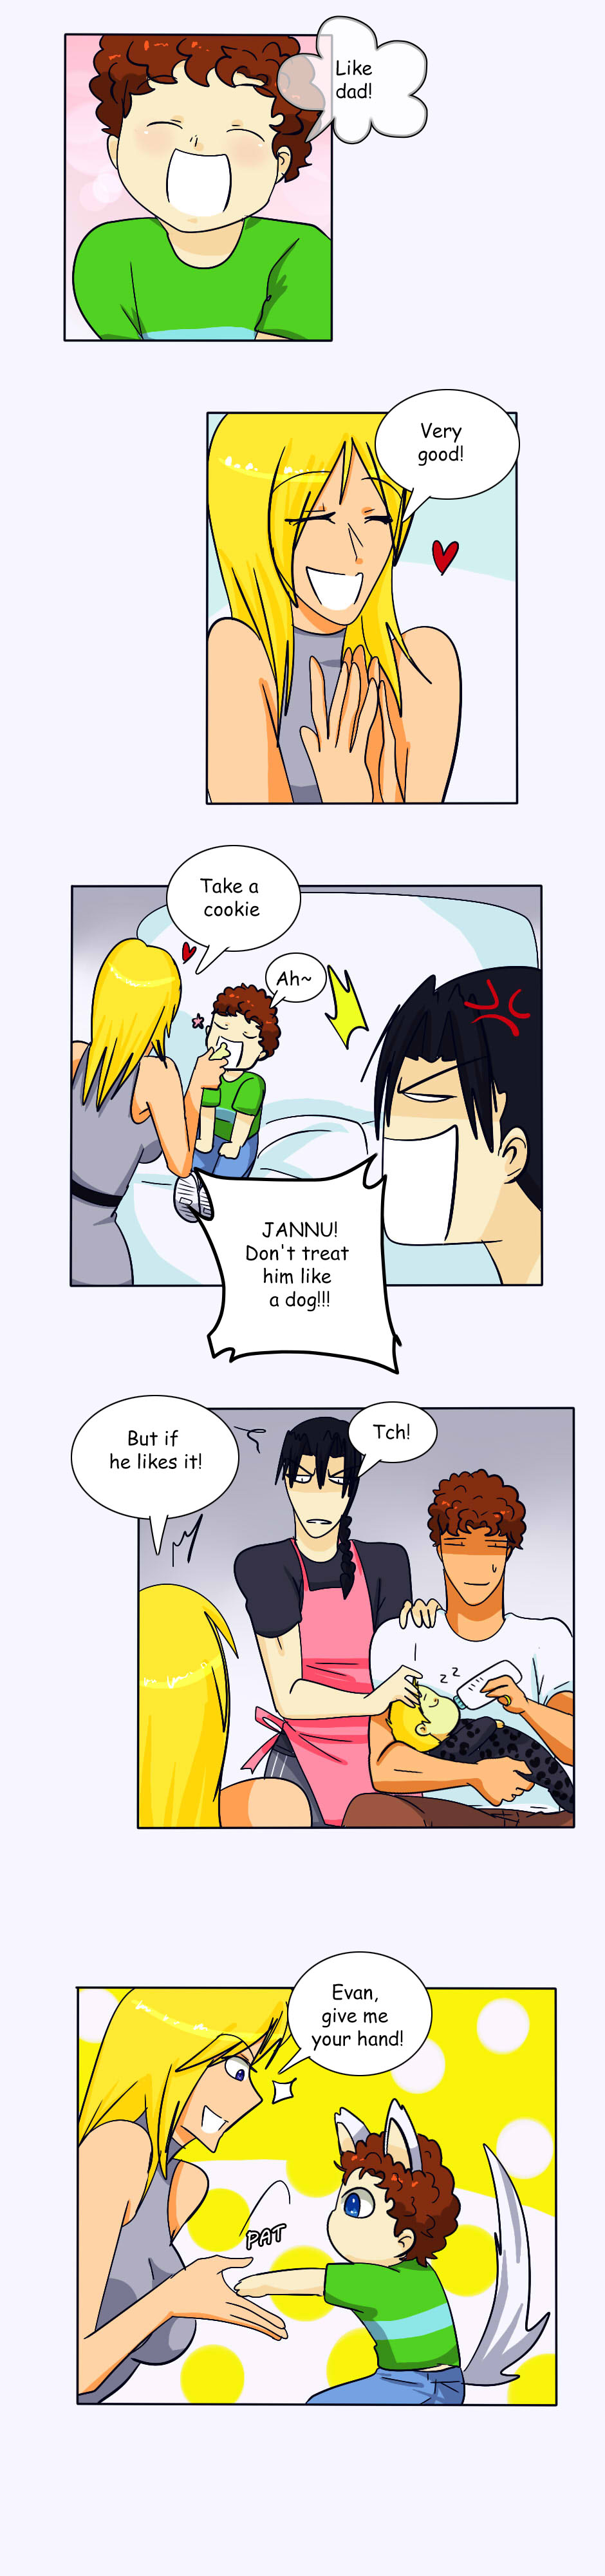 Like
dad!
Very
good!
Take a
cookie
Ah~
JANNU!
Don't treat
him like
a dog!!!
But if
he likes it!
Tch!
z z
Evan,
give me
your hand!
PAT